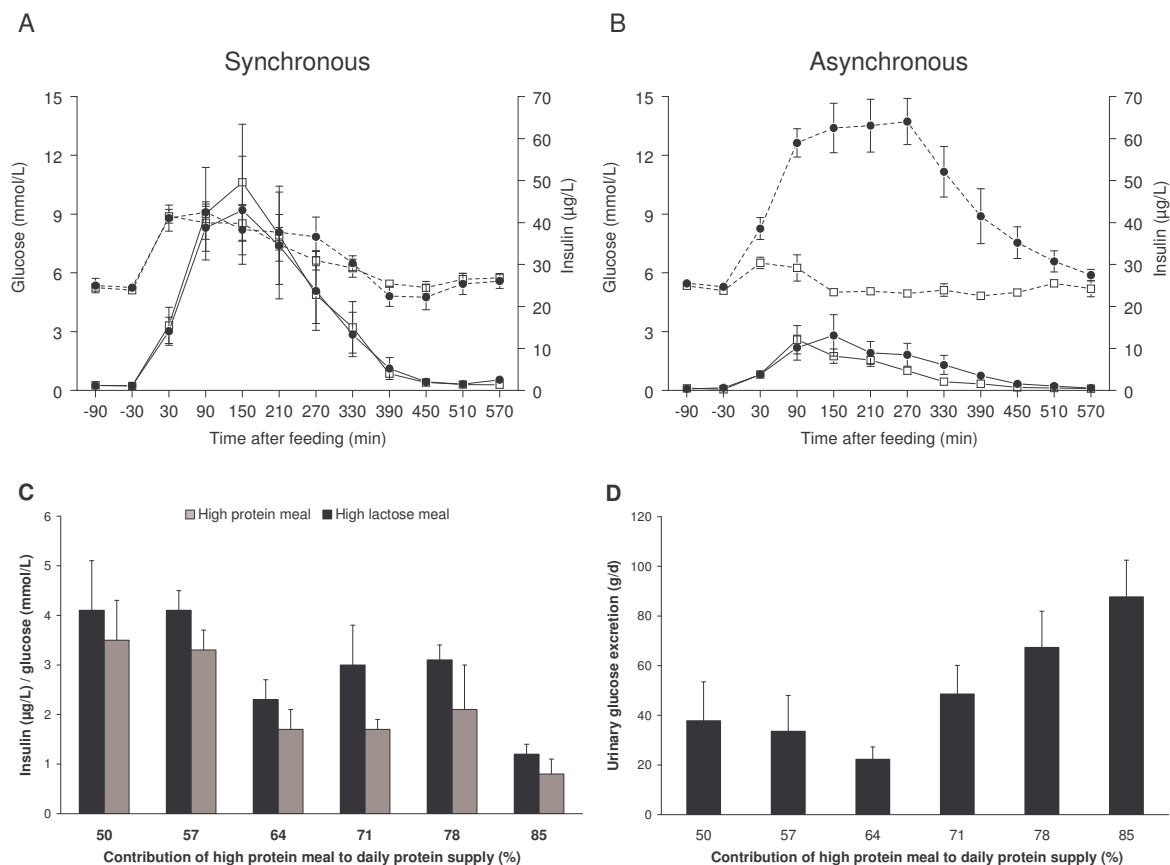 A
B
Synchronous
Asynchronous
15 12 9 6 3 0
Glucose (mmol/L)
70 60 50 40 30 20 10 0
Insulin (µg/L)
-90 -30 30 90 150 210 270 330 390 450 510 570
Time after feeding (min)
15 12 9 6 3 0
Glucose (mmol/L)
70 60 50 40 30 20 10 0
Insulin (µg/L)
-90 -30 30 90 150 210 270 330 390 450 510 570
Time after feeding (min)
C
D
High protein meal High lactose meal
6 5 4 3 2 1 0
Insulin (µg/L) / glucose (mmol/L)
50 57 64 71 78 85
Contribution of high protein meal to daily protein supply (%)
120 100 80 60 40 20 0
Urinary glucose excretion (g/d)
50 57 64 71 78 85
Contribution of high protein meal to daily protein supply (%)